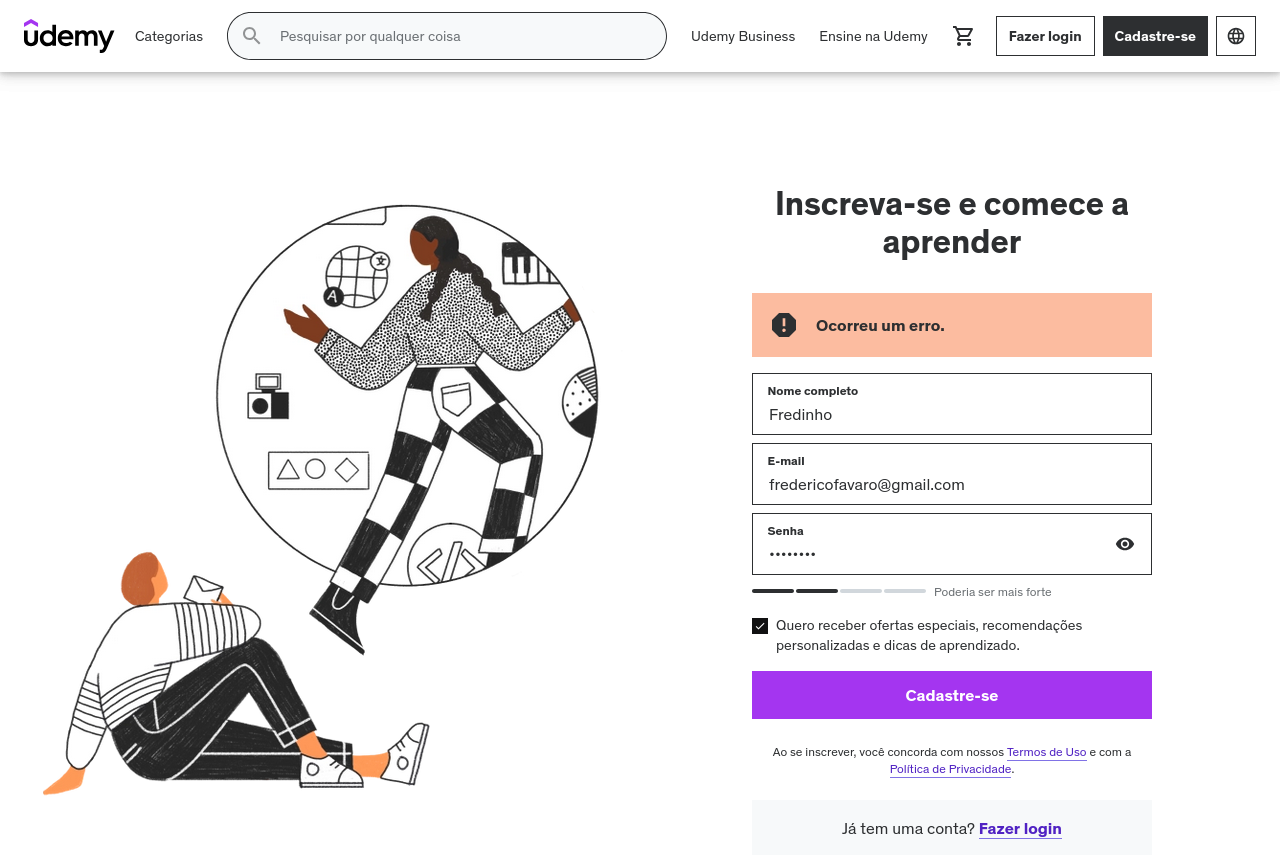 ûdemy
Categorias
Pesquisar por qualquer coisa
Udemy Business
Ensine na Udemy
Fazer login
Cadastre-se
A
文
</>
Inscreva-se e comece a
aprender
Ocorreu um erro.
Nome completo
Fredinho
E-mail
fredericofavaro@gmail.com
Senha
••••••••
Poderia ser mais forte
Quero receber ofertas especiais, recomendações
personalizadas e dicas de aprendizado.
Cadastre-se
Ao se inscrever, você concorda com nossos Termos de Uso e com a
Política de Privacidade.
Já tem uma conta? Fazer login